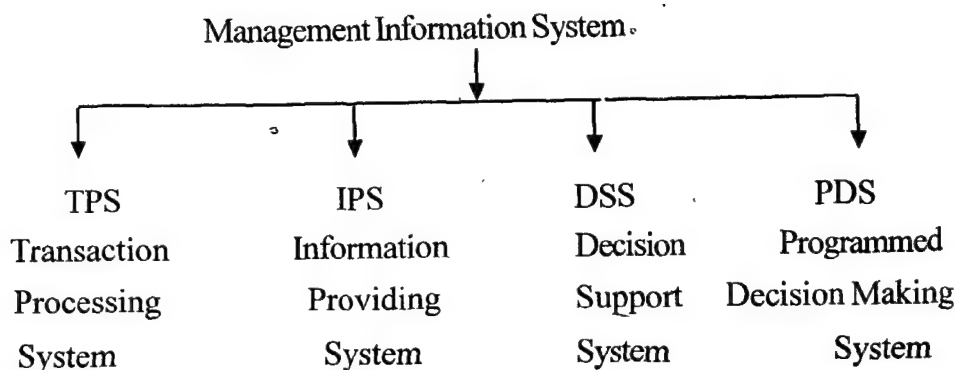 Management Information System.
TPS IPS DSS PDS
Transaction Information Decision Programmed
Processing Providing Support Decision Making
System System System System